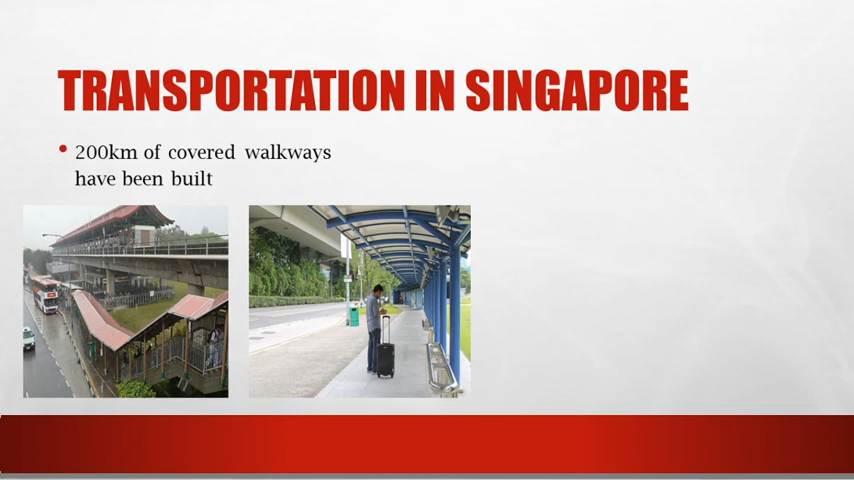 TRANSPORTATION IN SINGAPORE
• 200km of covered walkways
have been built